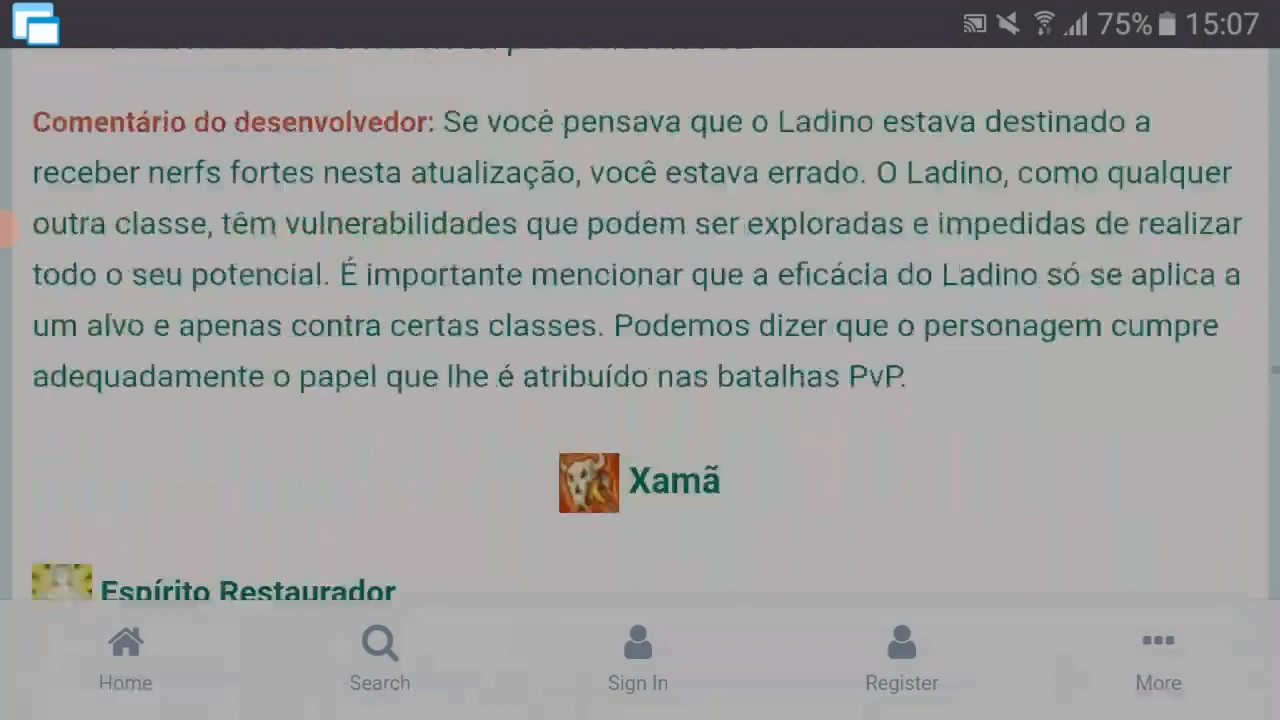 75% 15:07
Comentário do desenvolvedor: Se você pensava que o Ladino estava destinado a
receber nerfs fortes nesta atualização, você estava errado. O Ladino, como qualquer
outra classe, têm vulnerabilidades que podem ser exploradas e impedidas de realizar
todo o seu potencial. É importante mencionar que a eficácia do Ladino só se aplica a
um alvo e apenas contra certas classes. Podemos dizer que o personagem cumpre
adequadamente o papel que lhe é atribuído nas batalhas PvP.
Xamã
Espírito Restaurador
Home Search Sign In Register More